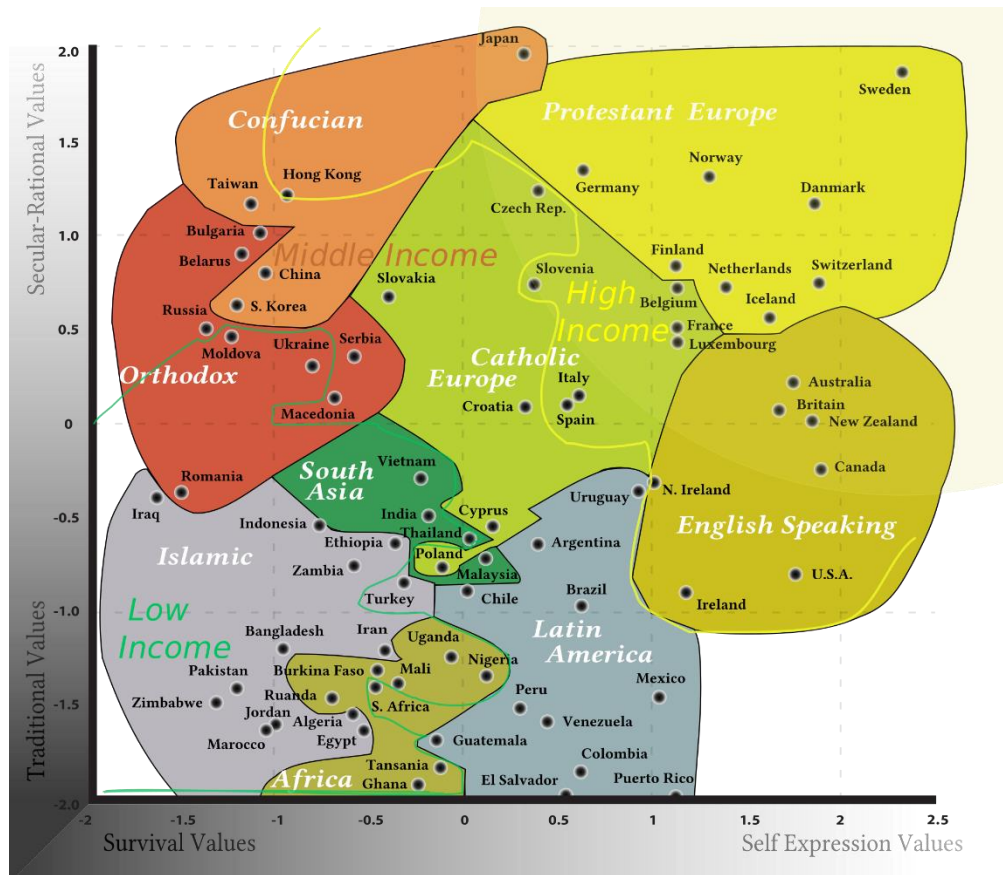 Japan
2.0
Sweden
Confucian
Protestant Europe
1.5
Norway
Hong Kong
Taiwan
Germany
Danmark
Czech Rep.
Bulgaria
1.0
Middle Income
Finland
Belarus
China
Slovakia
Slovenia
Netherlands
Switzerland
High
Income
Belgium
Iceland
S. Korea
Russia
0.5
Moldova
Ukraine
Serbia
France
Luxembourg
Catholic
Europe
Orthodox
Italy
Australia
Macedonia
Croatia
Spain
Britain
New Zealand
0
South
Asia
Vietnam
Canada
Romania
Uruguay
N. Ireland
Iraq
Indonesia
India
Cyprus
-0.5
English Speaking
Thailand
Ethiopia
Argentina
Islamic
Poland
Zambia
Malaysia
U.S.A.
Turkey
Chile
Brazil
Ireland
-1.0
Low
Income
Bangladesh
Iran
Uganda
Latin
America
Pakistan
Burkina Faso
Mali
Nigeria
Mexico
Zimbabwe
Ruanda
S. Africa
Peru
-1.5
Jordan
Algeria
Venezuela
Marocco
Egypt
Guatemala
Colombia
Africa
Tansania
Ghana
El Salvador
Puerto Rico
-2.0
-2
-1
-0.5
0
0.5
1
1.5
2
2.5
Survival Values
Self Expression Values
Traditional Values
Secular-Rational Values